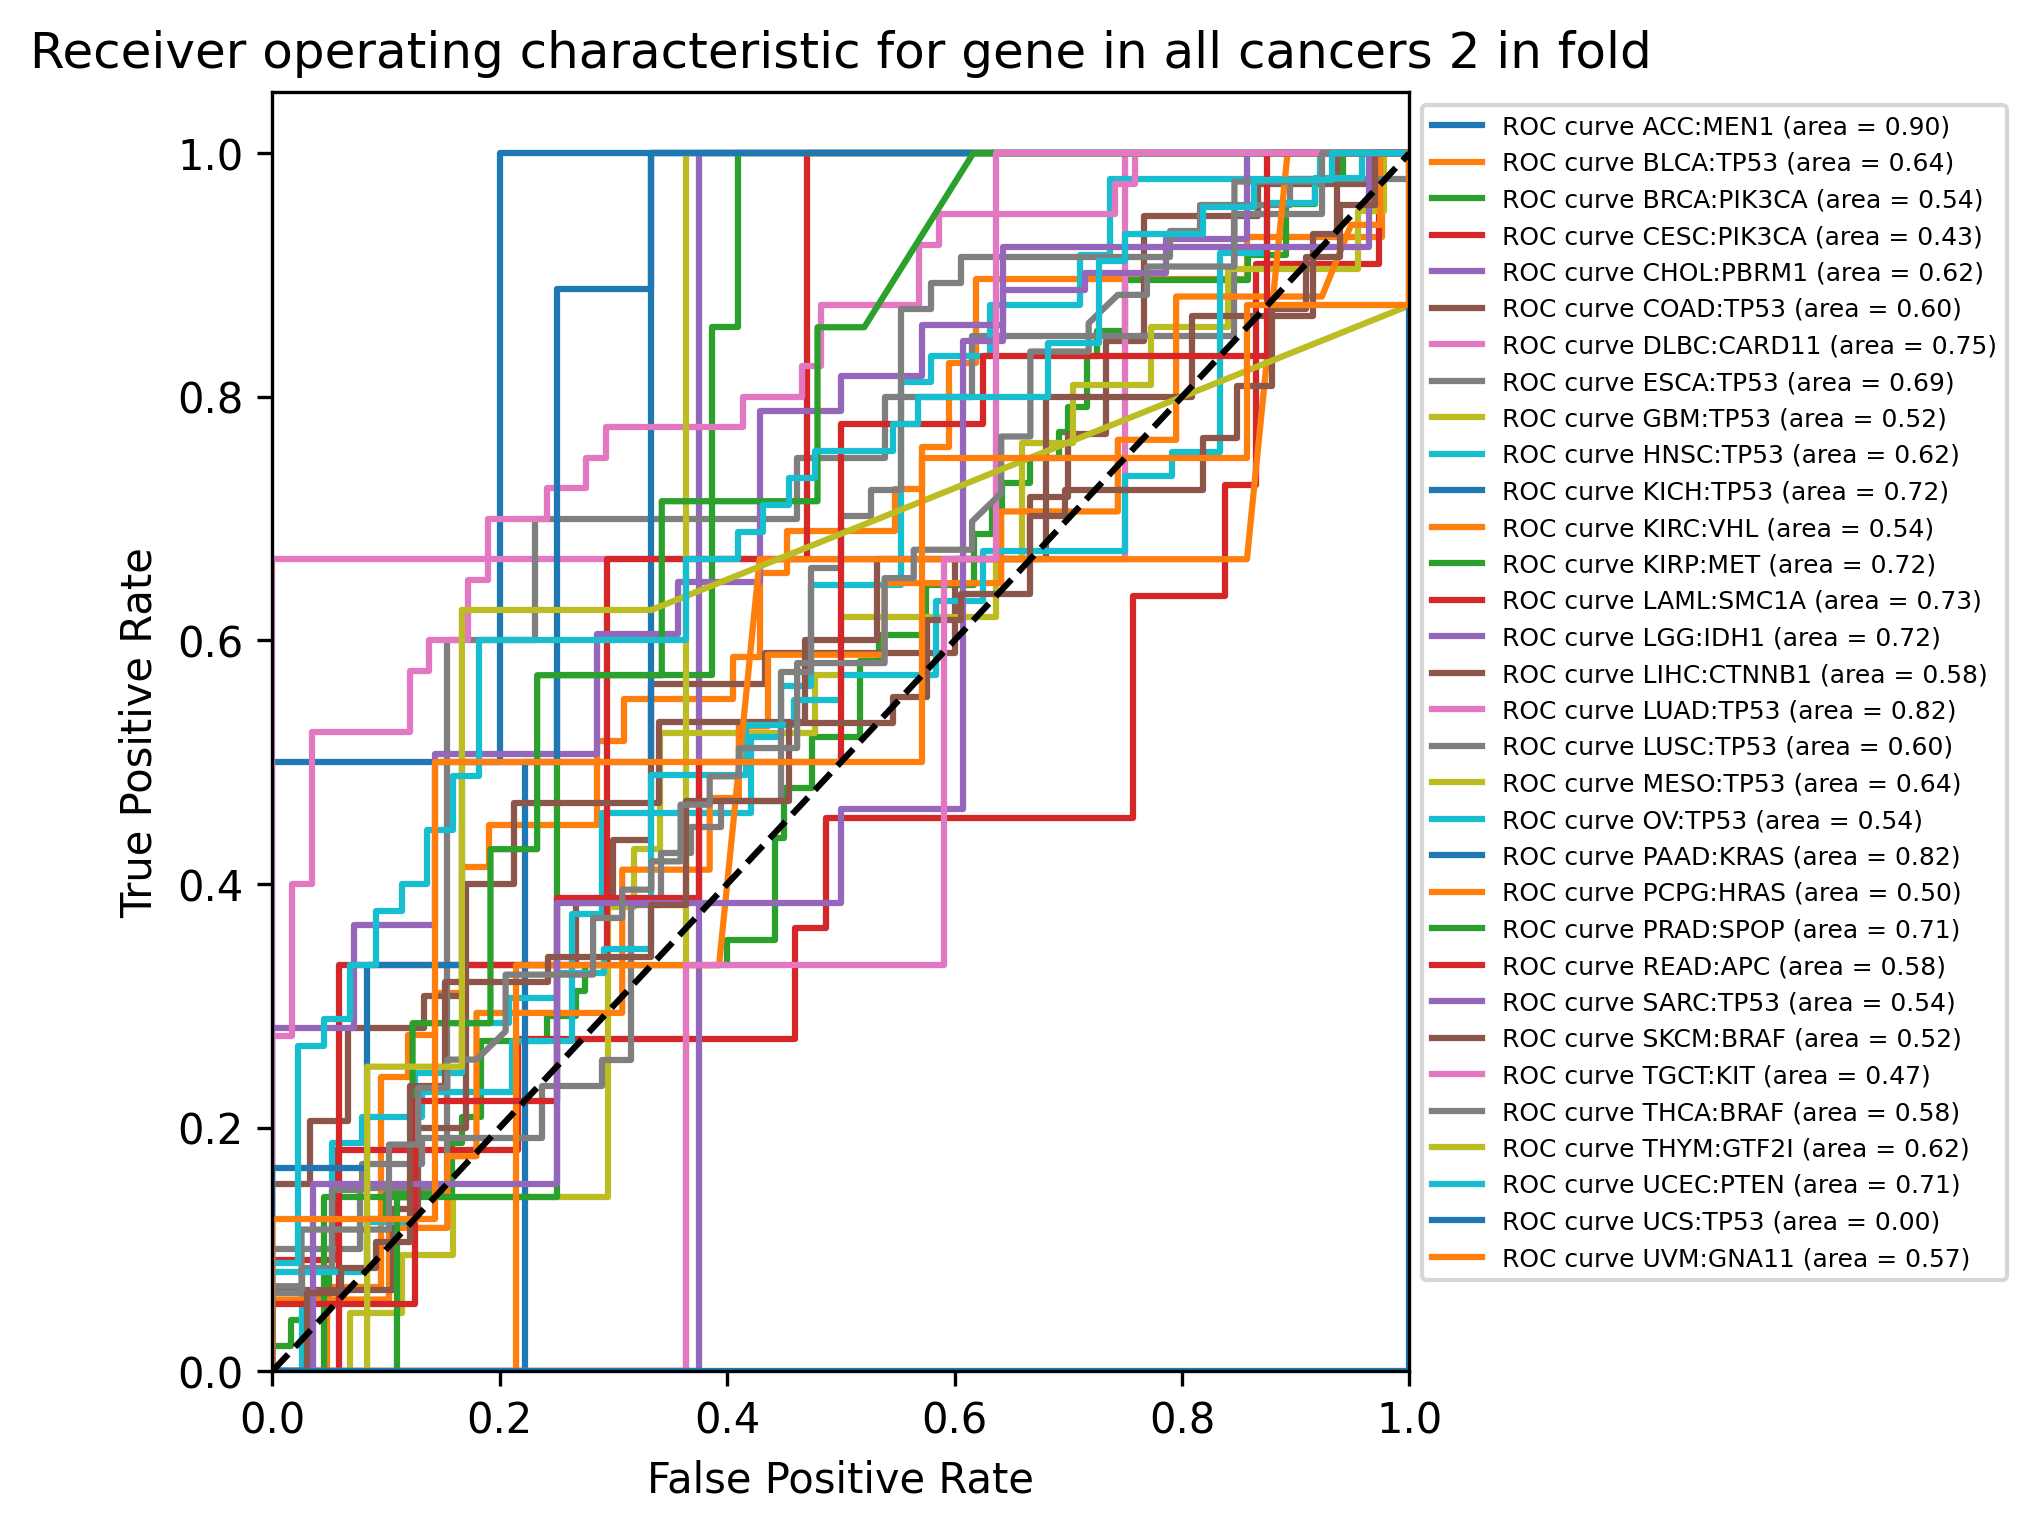 Receiver operating characteristic for gene in all cancers 2 in fold
True Positive Rate
1.0
0.8
0.6
0.4
0.2
0.0
0.0 0.2 0.4 0.6 0.8 1.0
False Positive Rate
ROC curve ACC:MEN1 (area = 0.90)
ROC curve BLCA:TP53 (area = 0.64)
ROC curve BRCA:PIK3CA (area = 0.54)
ROC curve CESC:PIK3CA (area = 0.43)
ROC curve CHOL:PBRM1 (area = 0.62)
ROC curve COAD:TP53 (area = 0.60)
ROC curve DLBC:CARD11 (area = 0.75)
ROC curve ESCA:TP53 (area = 0.69)
ROC curve GBM:TP53 (area = 0.52)
ROC curve HNSC:TP53 (area = 0.62)
ROC curve KICH:TP53 (area = 0.72)
ROC curve KIRC:VHL (area = 0.54)
ROC curve KIRP:MET (area = 0.72)
ROC curve LAML:SMC1A (area = 0.73)
ROC curve LGG:IDH1 (area = 0.72)
ROC curve LIHC:CTNNB1 (area = 0.58)
ROC curve LUAD:TP53 (area = 0.82)
ROC curve LUSC:TP53 (area = 0.60)
ROC curve MESO:TP53 (area = 0.64)
ROC curve OV:TP53 (area = 0.54)
ROC curve PAAD:KRAS (area = 0.82)
ROC curve PCPG:HRAS (area = 0.50)
ROC curve PRAD:SPOP (area = 0.71)
ROC curve READ:APC (area = 0.58)
ROC curve SARC:TP53 (area = 0.54)
ROC curve SKCM:BRAF (area = 0.52)
ROC curve TGCT:KIT (area = 0.47)
ROC curve THCA:BRAF (area = 0.58)
ROC curve THYM:GTF2I (area = 0.62)
ROC curve UCEC:PTEN (area = 0.71)
ROC curve UCS:TP53 (area = 0.00)
ROC curve UVM:GNA11 (area = 0.57)